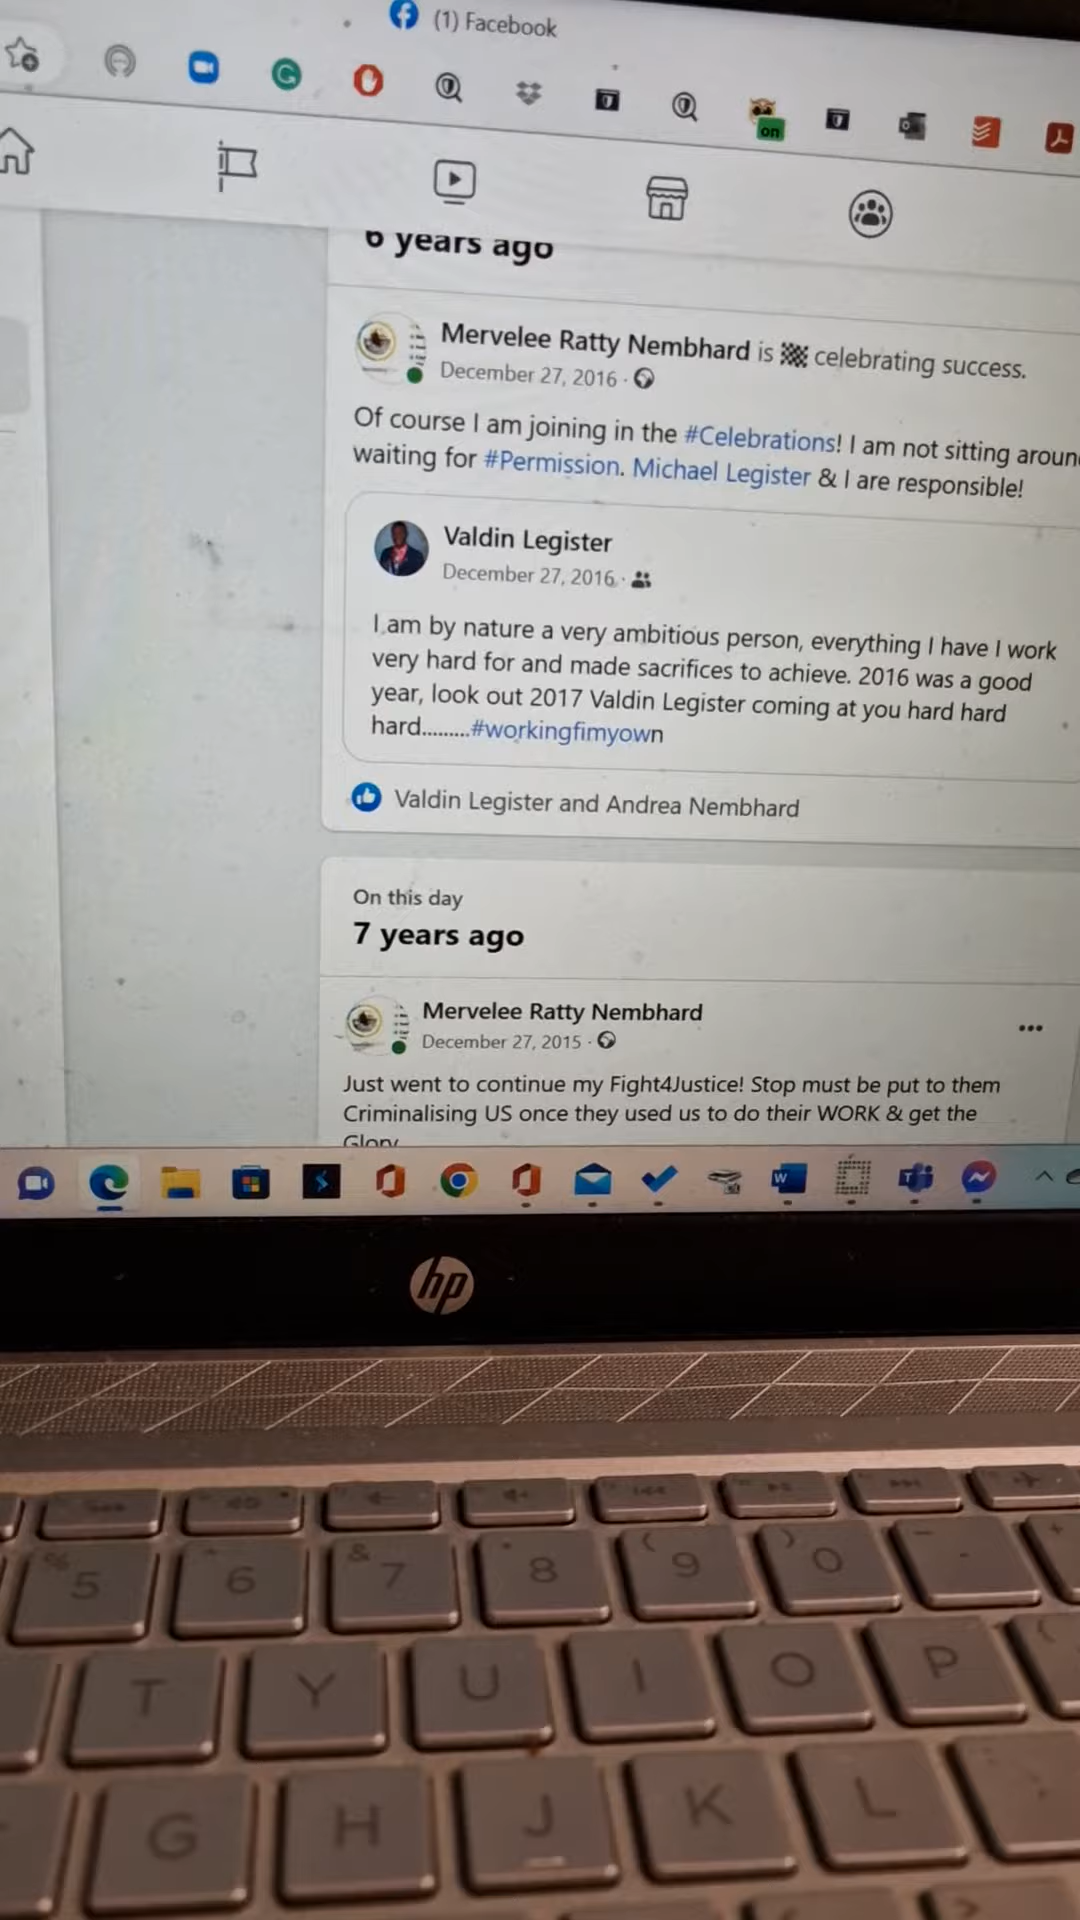 (1) Facebook
on
6 years ago
Mervelee Ratty Nembhard is celebrating success.
December 27, 2016
Of course I am joining in the #Celebrations! I am not sitting aroun
waiting for #Permission. Michael Legister & I are responsible!
Valdin Legister
December 27, 2016
I am by nature a very ambitious person, everything I have I work
very hard for and made sacrifices to achieve. 2016 was a good
year, look out 2017 Valdin Legister coming at you hard hard
hard.........#workingfimyown
Valdin Legister and Andrea Nembhard
On this day
7 years ago
Mervelee Ratty Nembhard
December 27, 2015
Just went to continue my Fight4Justice! Stop must be put to them
Criminalising US once they used us to do their WORK & get the
Glory
hp
% 5 6 & 7 * 8 ( 9 ) 0 - +
T Y U I O P
G H J K L